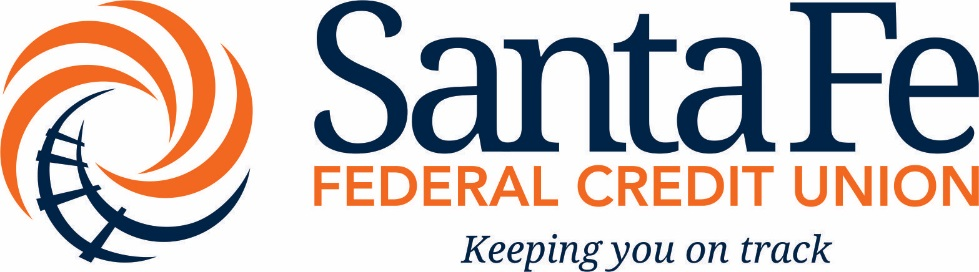 Santa Fe
FEDERAL CREDIT UNION
Keeping you on track